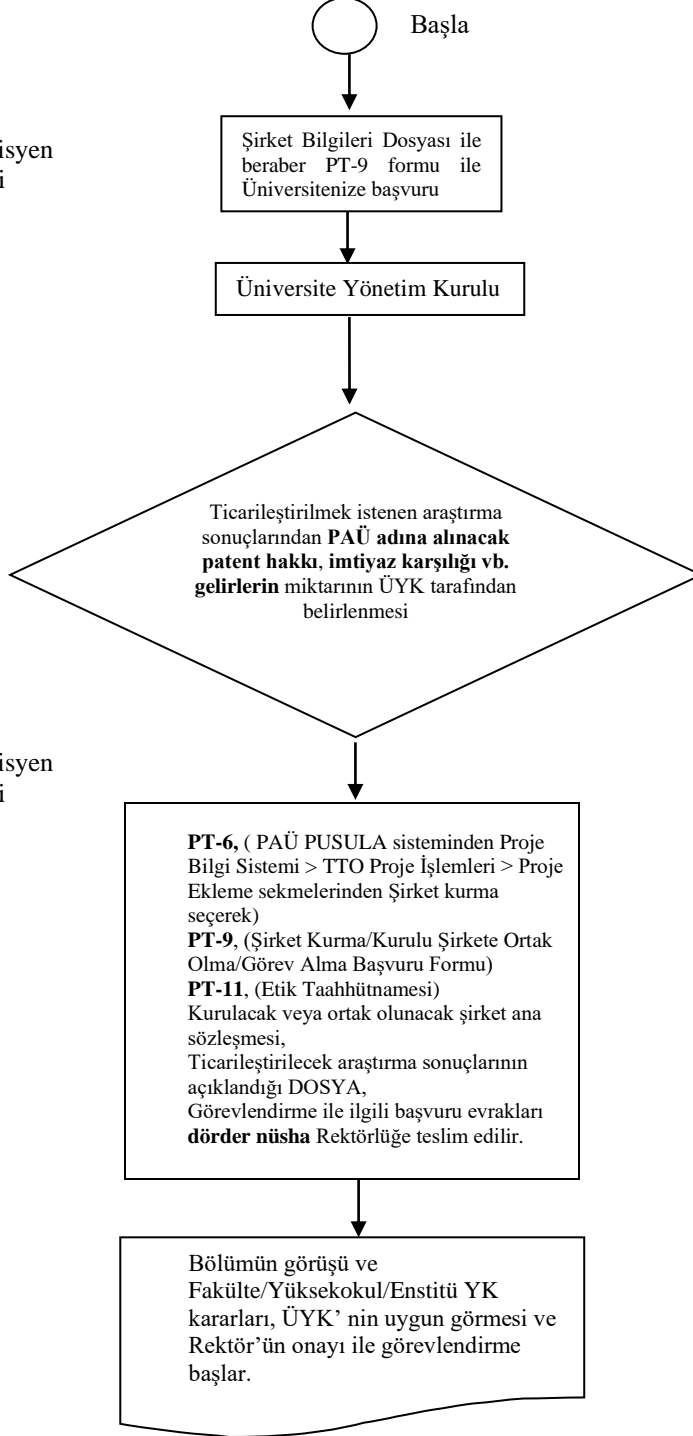 Başla
Şirket Bilgileri Dosyası ile
beraber PT-9 formu ile
Üniversitenize başvuru
Üniversite Yönetim Kurulu
Ticarileştirilmek istenen araştırma
sonuçlarından PAÜ adına alınacak
patent hakkı, imtiyaz karşılığı vb.
gelirlerin miktarının ÜYK tarafından
belirlenmesi
PT-6, ( PAÜ PUSULA sisteminden Proje
Bilgi Sistemi > TTO Proje İşlemleri > Proje
Ekleme sekmelerinden Şirket kurma
seçerek)
PT-9, (Şirket Kurma/Kurulu Şirkete Ortak
Olma/Görev Alma Başvuru Formu)
PT-11, (Etik Taahhütnamesi)
Kurulacak veya ortak olunacak şirket ana
sözleşmesi,
Ticarileştirilecek araştırma sonuçlarının
açıklandığı DOSYA,
Görevlendirme ile ilgili başvuru evrakları
dörder nüsha Rektörlüğe teslim edilir.
Bölümün görüşü ve
Fakülte/Yüksekokul/Enstitü YK
kararları, ÜYK’ nin uygun görmesi ve
Rektör’ün onayı ile görevlendirme
başlar.